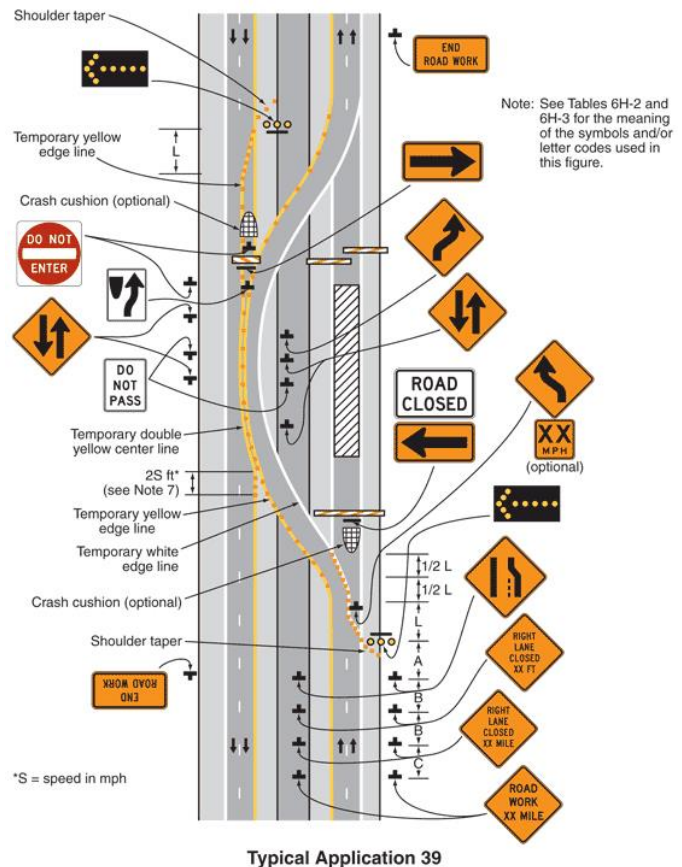 Shoulder taper
END
ROAD WORK
Note: See Tables 6H-2 and
6H-3 for the meaning
of the symbols and/or
letter codes used in
this figure.
Temporary yellow
edge line
L
Crash cushion (optional)
DO NOT
ENTER
DO
NOT
PASS
ROAD
CLOSED
XX
MPH
(optional)
Temporary double
yellow center line
2S ft*
(see Note 7)
Temporary yellow
edge line
Temporary white
edge line
Crash cushion (optional)
1/2 L
1/2 L
L
Shoulder taper
A
B
B
C
RIGHT
LANE
CLOSED
XX FT
END
ROAD WORK
RIGHT
LANE
CLOSED
XX MILE
*S = speed in mph
ROAD
WORK
XX MILE
Typical Application 39